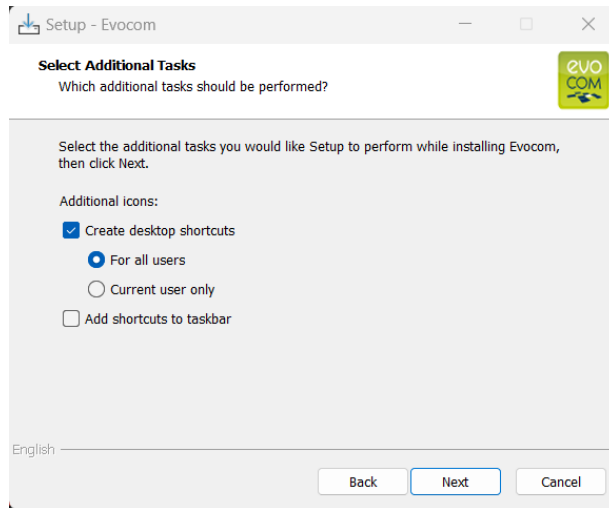 Setup - Evocom
Select Additional Tasks
Which additional tasks should be performed?
evo
COM
Select the additional tasks you would like Setup to perform while installing Evocom,
then click Next.
Additional icons:
Create desktop shortcuts
For all users
Current user only
Add shortcuts to taskbar
English
Back
Next
Cancel